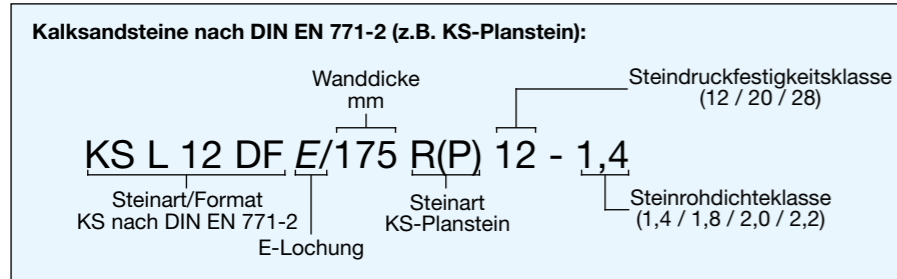 Kalksandsteine nach DIN EN 771-2 (z.B. KS-Planstein):
Wanddicke
mm
Steindruckfestigkeitsklasse
(12 / 20 / 28)
KS L 12 DF E/175 R(P) 12 - 1,4
Steinart/Format
KS nach DIN EN 771-2
E-Lochung
Steinart
KS-Planstein
Steinrohdichteklasse
(1,4 / 1,8 / 2,0 / 2,2)